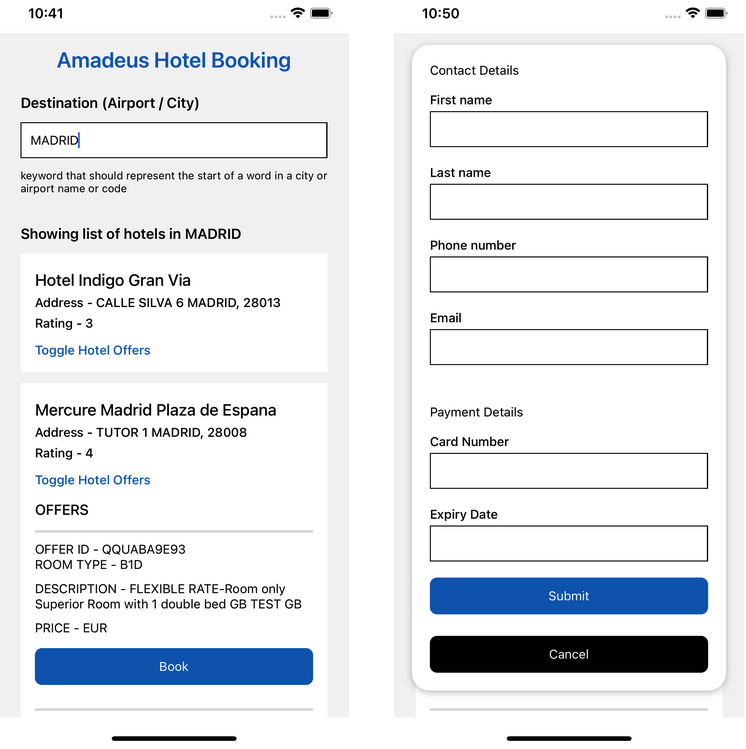 10:41
Amadeus Hotel Booking
Destination (Airport / City)
MADRID
keyword that should represent the start of a word in a city or
airport name or code
Showing list of hotels in MADRID
Hotel Indigo Gran Via
Address - CALLE SILVA 6 MADRID, 28013
Rating - 3
Toggle Hotel Offers
Mercure Madrid Plaza de Espana
Address - TUTOR 1 MADRID, 28008
Rating - 4
Toggle Hotel Offers
OFFERS
OFFER ID - QQUABA9E93
ROOM TYPE - B1D
DESCRIPTION - FLEXIBLE RATE-Room only
Superior Room with 1 double bed GB TEST GB
PRICE - EUR
Book
10:50
Contact Details
First name
Last name
Phone number
Email
Payment Details
Card Number
Expiry Date
Submit
Cancel